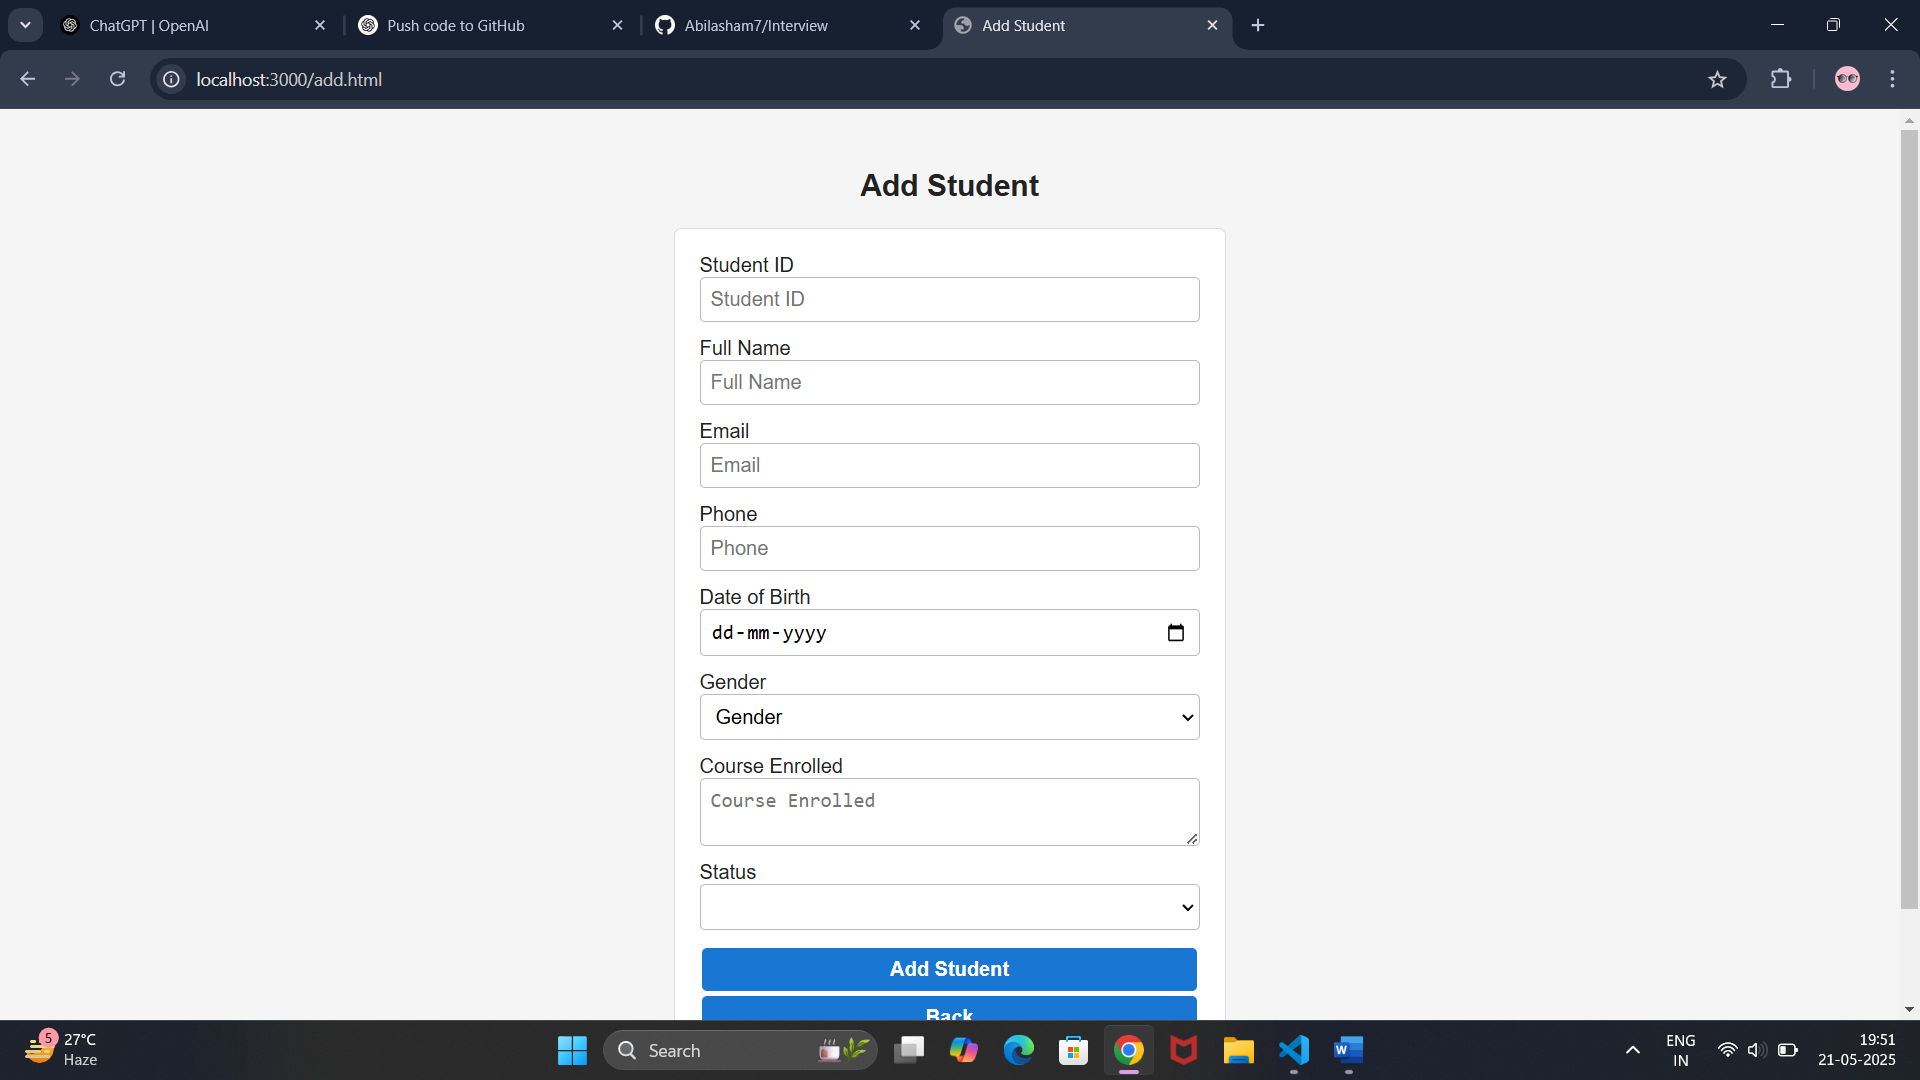 ChatGPT | OpenAI
Push code to GitHub
Abilasham7/Interview
Add Student
localhost:3000/add.html
Add Student
Student ID
Student ID
Full Name
Full Name
Email
Email
Phone
Phone
Date of Birth
dd-mm-yyyy
Gender
Gender
Course Enrolled
Course Enrolled
Status
Add Student
Back
5
27°C
Haze
Search
W
ENG
IN
19:51
21-05-2025